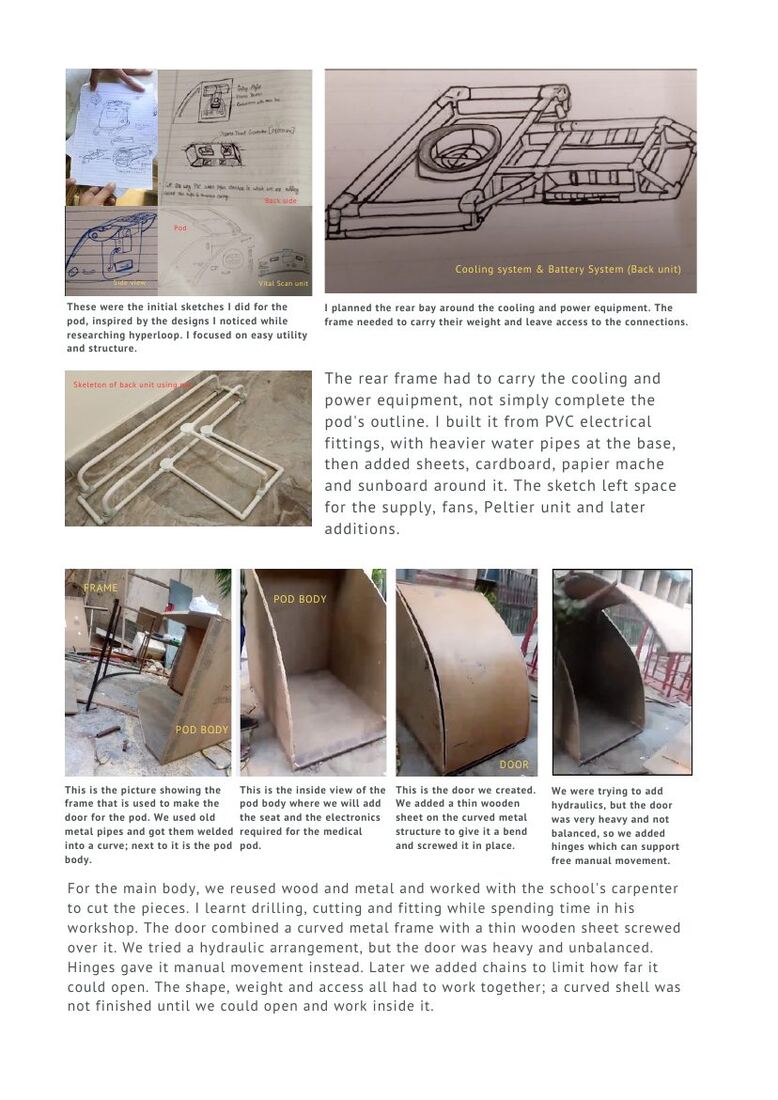 Back side
Pod
Side view
Vital Scan unit
Cooling system & Battery System (Back unit)
These were the initial sketches I did for the
pod, inspired by the designs I noticed while
researching hyperloop. I focused on easy utility
and structure.
I planned the rear bay around the cooling and power equipment. The
frame needed to carry their weight and leave access to the connections.
Skeleton of back unit using
The rear frame had to carry the cooling and
power equipment, not simply complete the
pod's outline. I built it from PVC electrical
fittings, with heavier water pipes at the base,
then added sheets, cardboard, papier mache
and sunboard around it. The sketch left space
for the supply, fans, Peltier unit and later
additions.
FRAME
POD BODY
POD BODY
DOOR
This is the picture showing the
frame that is used to make the
door for the pod. We used old
metal pipes and got them welded
into a curve; next to it is the pod
body.
This is the inside view of the
pod body where we will add
the seat and the electronics
required for the medical
pod.
This is the door we created.
We added a thin wooden
sheet on the curved metal
structure to give it a bend
and screwed it in place.
We were trying to add
hydraulics, but the door
was very heavy and not
balanced, so we added
hinges which can support
free manual movement.
For the main body, we reused wood and metal and worked with the school's carpenter
to cut the pieces. I learnt drilling, cutting and fitting while spending time in his
workshop. The door combined a curved metal frame with a thin wooden sheet screwed
over it. We tried a hydraulic arrangement, but the door was heavy and unbalanced.
Hinges gave it manual movement instead. Later we added chains to limit how far it
could open. The shape, weight and access all had to work together; a curved shell was
not finished until we could open and work inside it.